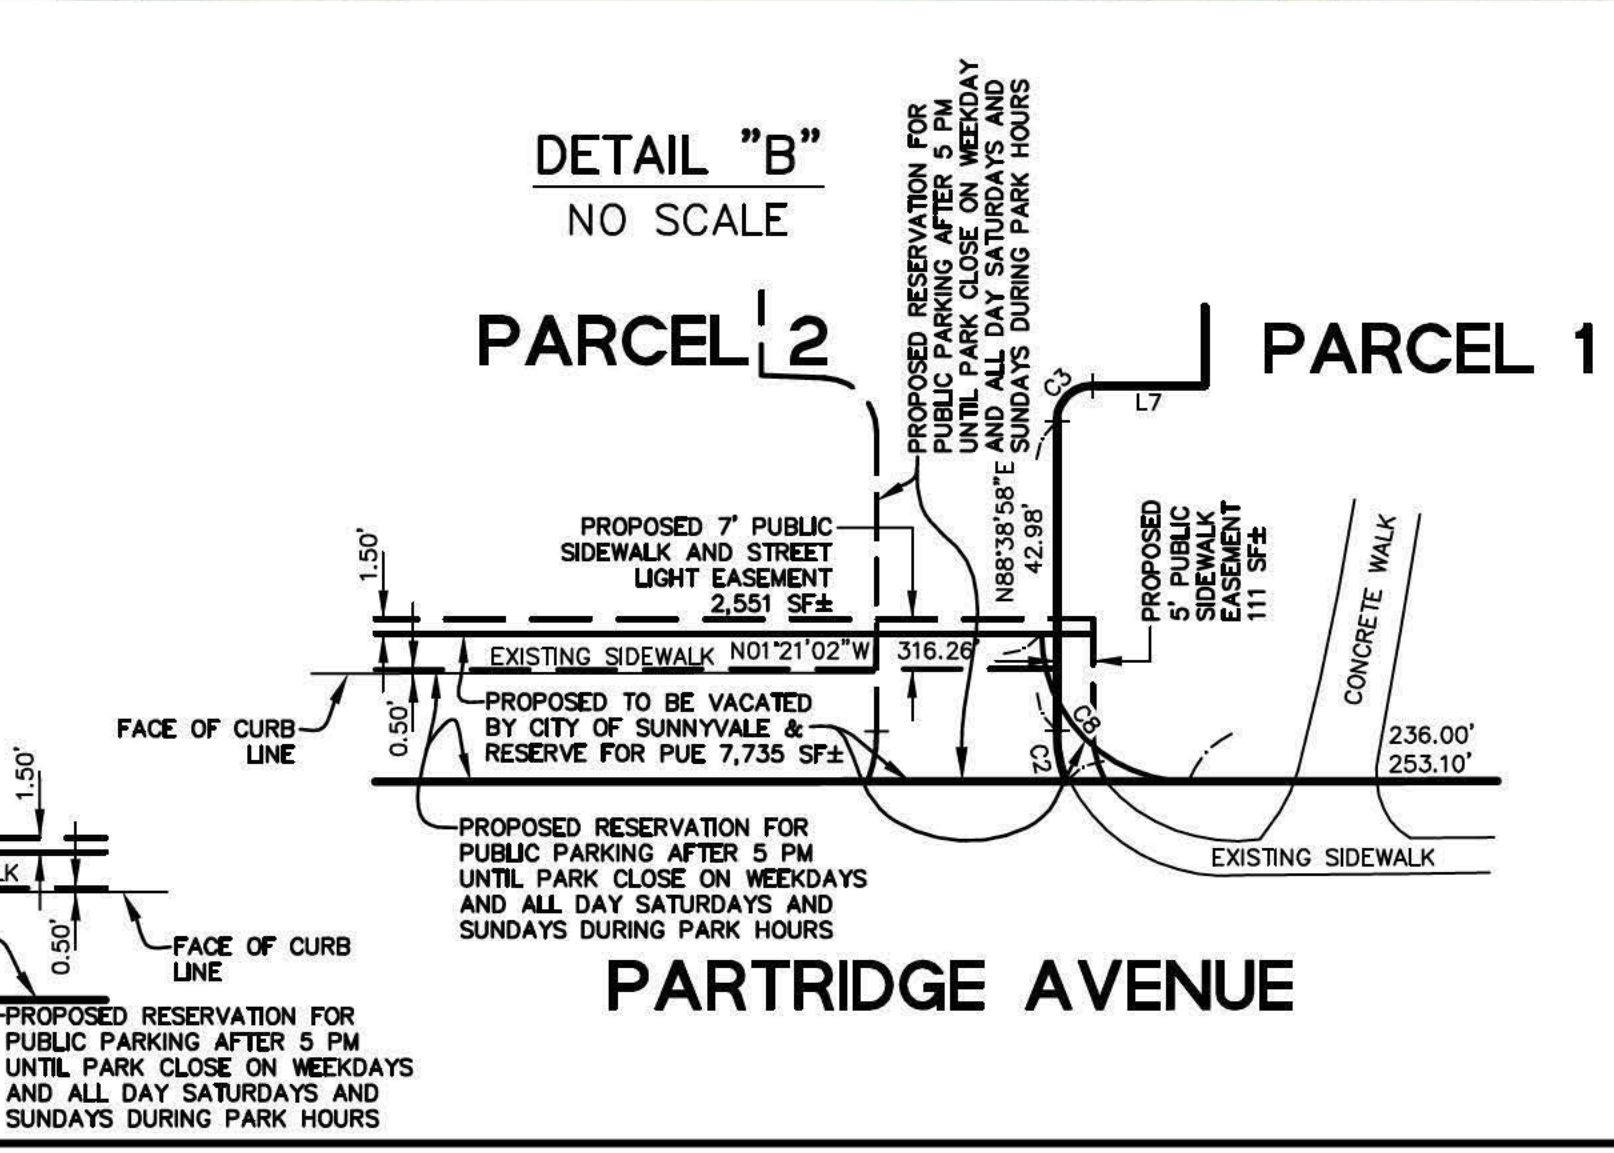 DETAIL "B"
NO SCALE
PARCEL 2
PARCEL 1
PROPOSED RESERVATION FOR
PUBLIC PARKING AFTER 5 PM
UNTIL PARK CLOSE ON WEEKDAY
AND ALL DAY SATURDAYS AND
SUNDAYS DURING PARK HOURS
C3
L7
N88°38'58"E
42.98'
PROPOSED 7' PUBLIC
SIDEWALK AND STREET
LIGHT EASEMENT
2,551 SF±
PROPOSED
5' PUBLIC
SIDEWALK
EASEMENT
111 SF±
CONCRETE WALK
1.50'
EXISTING SIDEWALK
N01°21'02"W
316.26'
0.50'
FACE OF CURB
LINE
PROPOSED TO BE VACATED
BY CITY OF SUNNYVALE &
RESERVE FOR PUE 7,735 SF±
C8
C2
236.00'
253.10'
EXISTING SIDEWALK
PROPOSED RESERVATION FOR
PUBLIC PARKING AFTER 5 PM
UNTIL PARK CLOSE ON WEEKDAYS
AND ALL DAY SATURDAYS AND
SUNDAYS DURING PARK HOURS
PARTRIDGE AVENUE
1.50'
LK
0.50'
FACE OF CURB
LINE
PROPOSED RESERVATION FOR
PUBLIC PARKING AFTER 5 PM
UNTIL PARK CLOSE ON WEEKDAYS
AND ALL DAY SATURDAYS AND
SUNDAYS DURING PARK HOURS